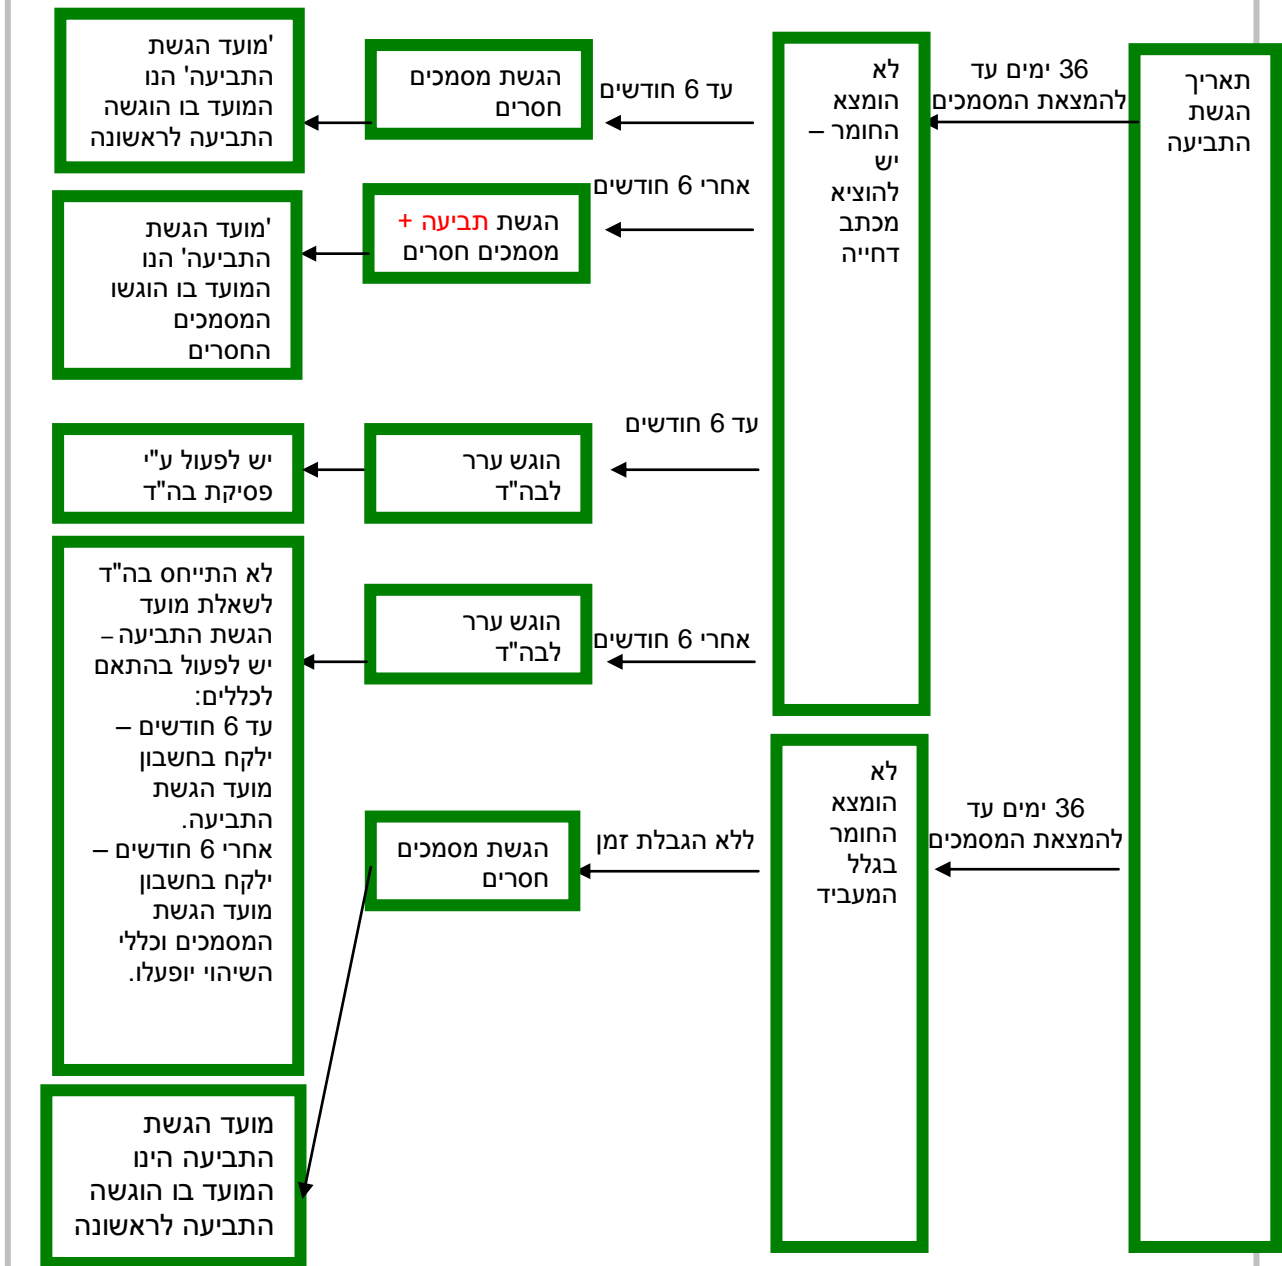 תאריך
הגשת
התביעה
36 ימים עד
להמצאת המסמכים
לא
הומצא
החומר –
יש
להוציא
מכתב
דחייה
עד 6 חודשים
הגשת מסמכים
חסרים
'מועד הגשת
התביעה' הנו
המועד בו הוגשה
התביעה לראשונה
אחרי 6 חודשים
הגשת תביעה +
מסמכים חסרים
'מועד הגשת
התביעה' הנו
המועד בו הוגשו
המסמכים
החסרים
עד 6 חודשים
הוגש ערר
לבה"ד
יש לפעול ע"י
פסיקת בה"ד
אחרי 6 חודשים
הוגש ערר
לבה"ד
לא התייחס בה"ד
לשאלת מועד
הגשת התביעה –
יש לפעול בהתאם
לכללים:
עד 6 חודשים –
ילקח בחשבון
מועד הגשת
התביעה.
אחרי 6 חודשים –
ילקח בחשבון
מועד הגשת
המסמכים וכללי
השיהוי יופעלו.
36 ימים עד
להמצאת המסמכים
לא
הומצא
החומר
בגלל
המעביד
ללא הגבלת זמן
הגשת מסמכים
חסרים
מועד הגשת
התביעה הינו
המועד בו הוגשה
התביעה לראשונה